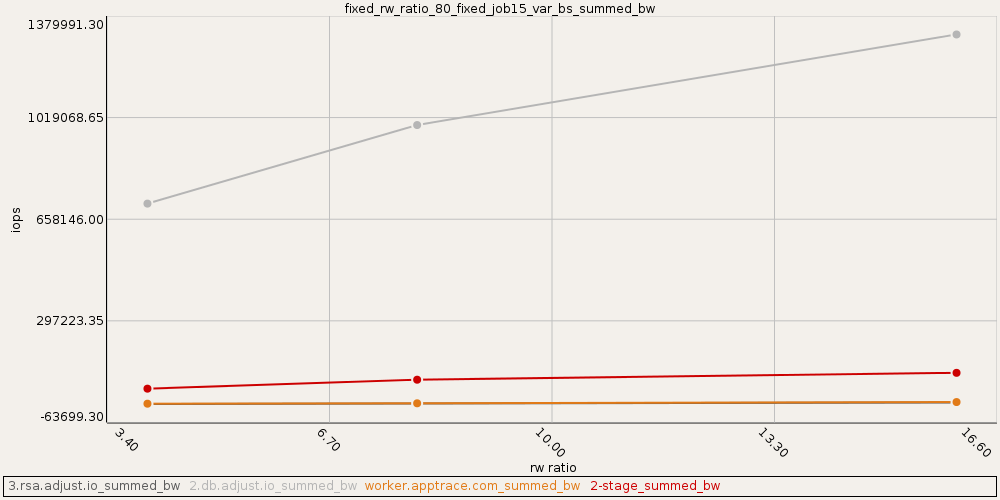 fixed_rw_ratio_80_fixed_job15_var_bs_summed_bw
1379991.30
1019068.65
658146.00
297223.35
-63699.30
iops
3.40
6.70
10.00
13.30
16.60
rw ratio
3.rsa.adjust.io_summed_bw 2.db.adjust.io_summed_bw worker.apptrace.com_summed_bw 2-stage_summed_bw